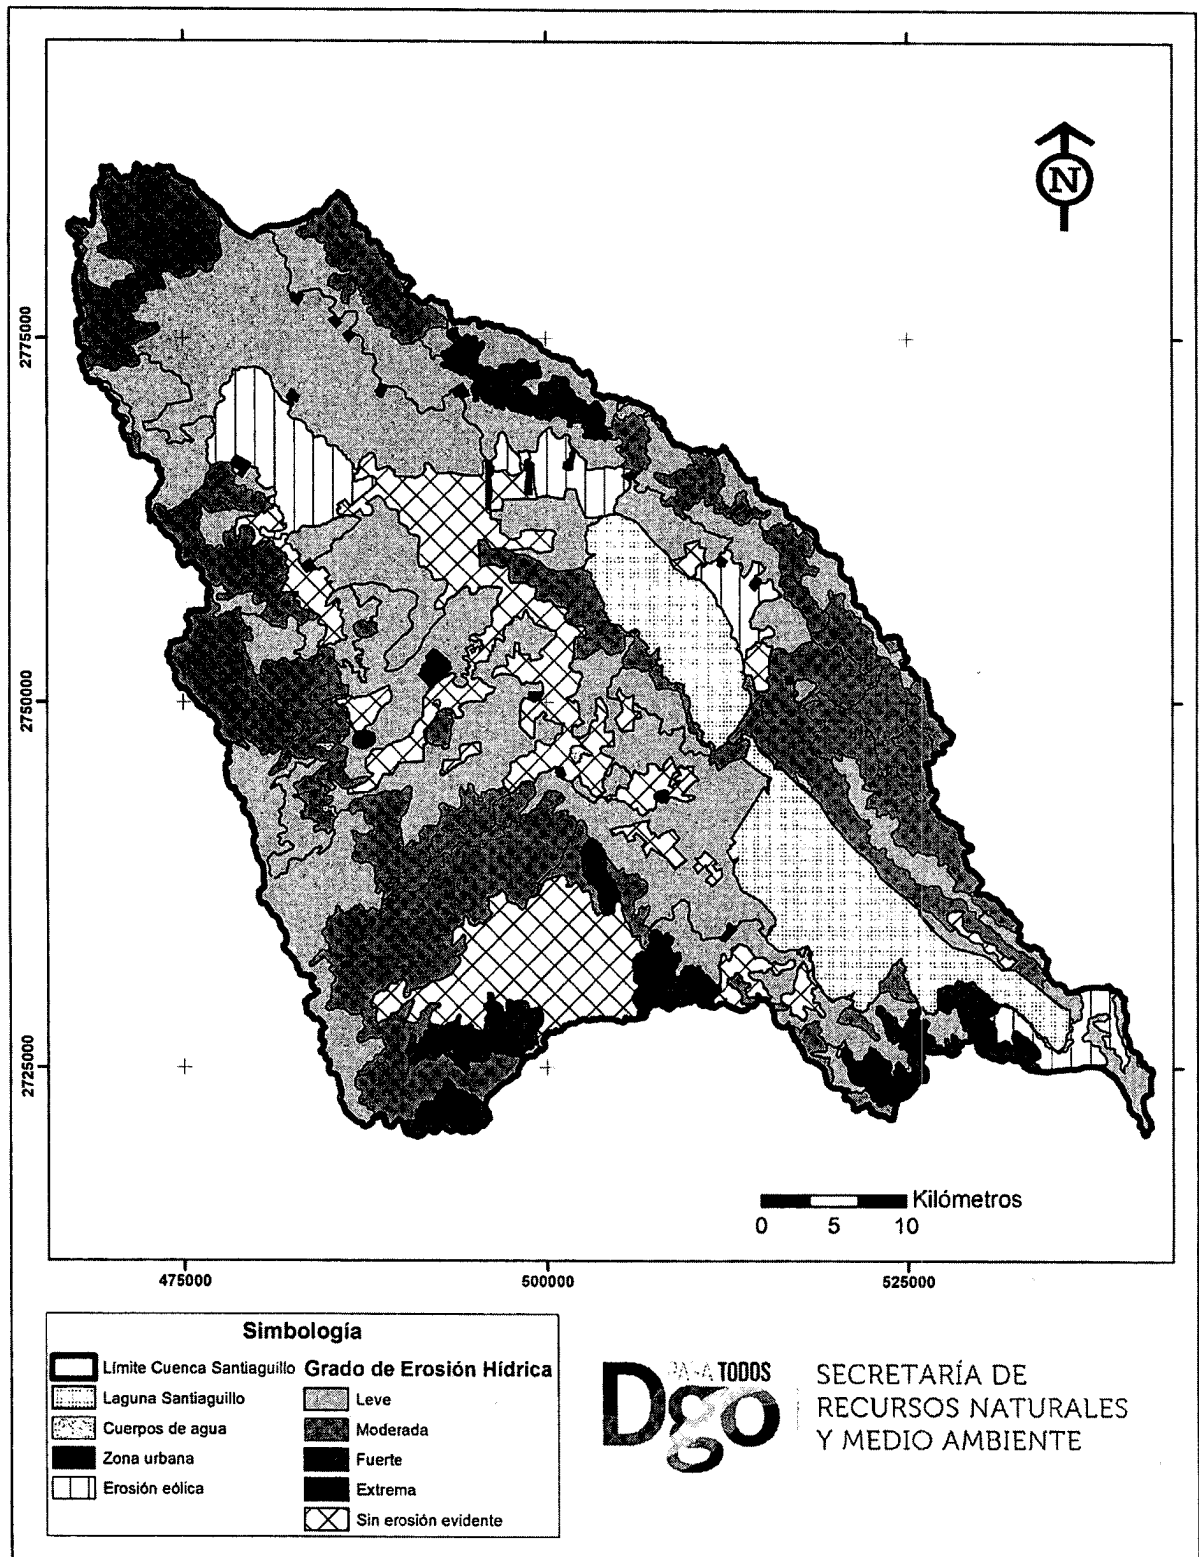 N
2775000
2750000
2725000
Kilómetros
0 5 10
475000 500000 525000
Simbología
Límite Cuenca Santiaguillo
Laguna Santiaguillo
Cuerpos de agua
Zona urbana
Erosión eólica
Grado de Erosión Hídrica
Leve
Moderada
Fuerte
Extrema
Sin erosión evidente
PARA TODOS
Dgo
SECRETARÍA DE
RECURSOS NATURALES
Y MEDIO AMBIENTE